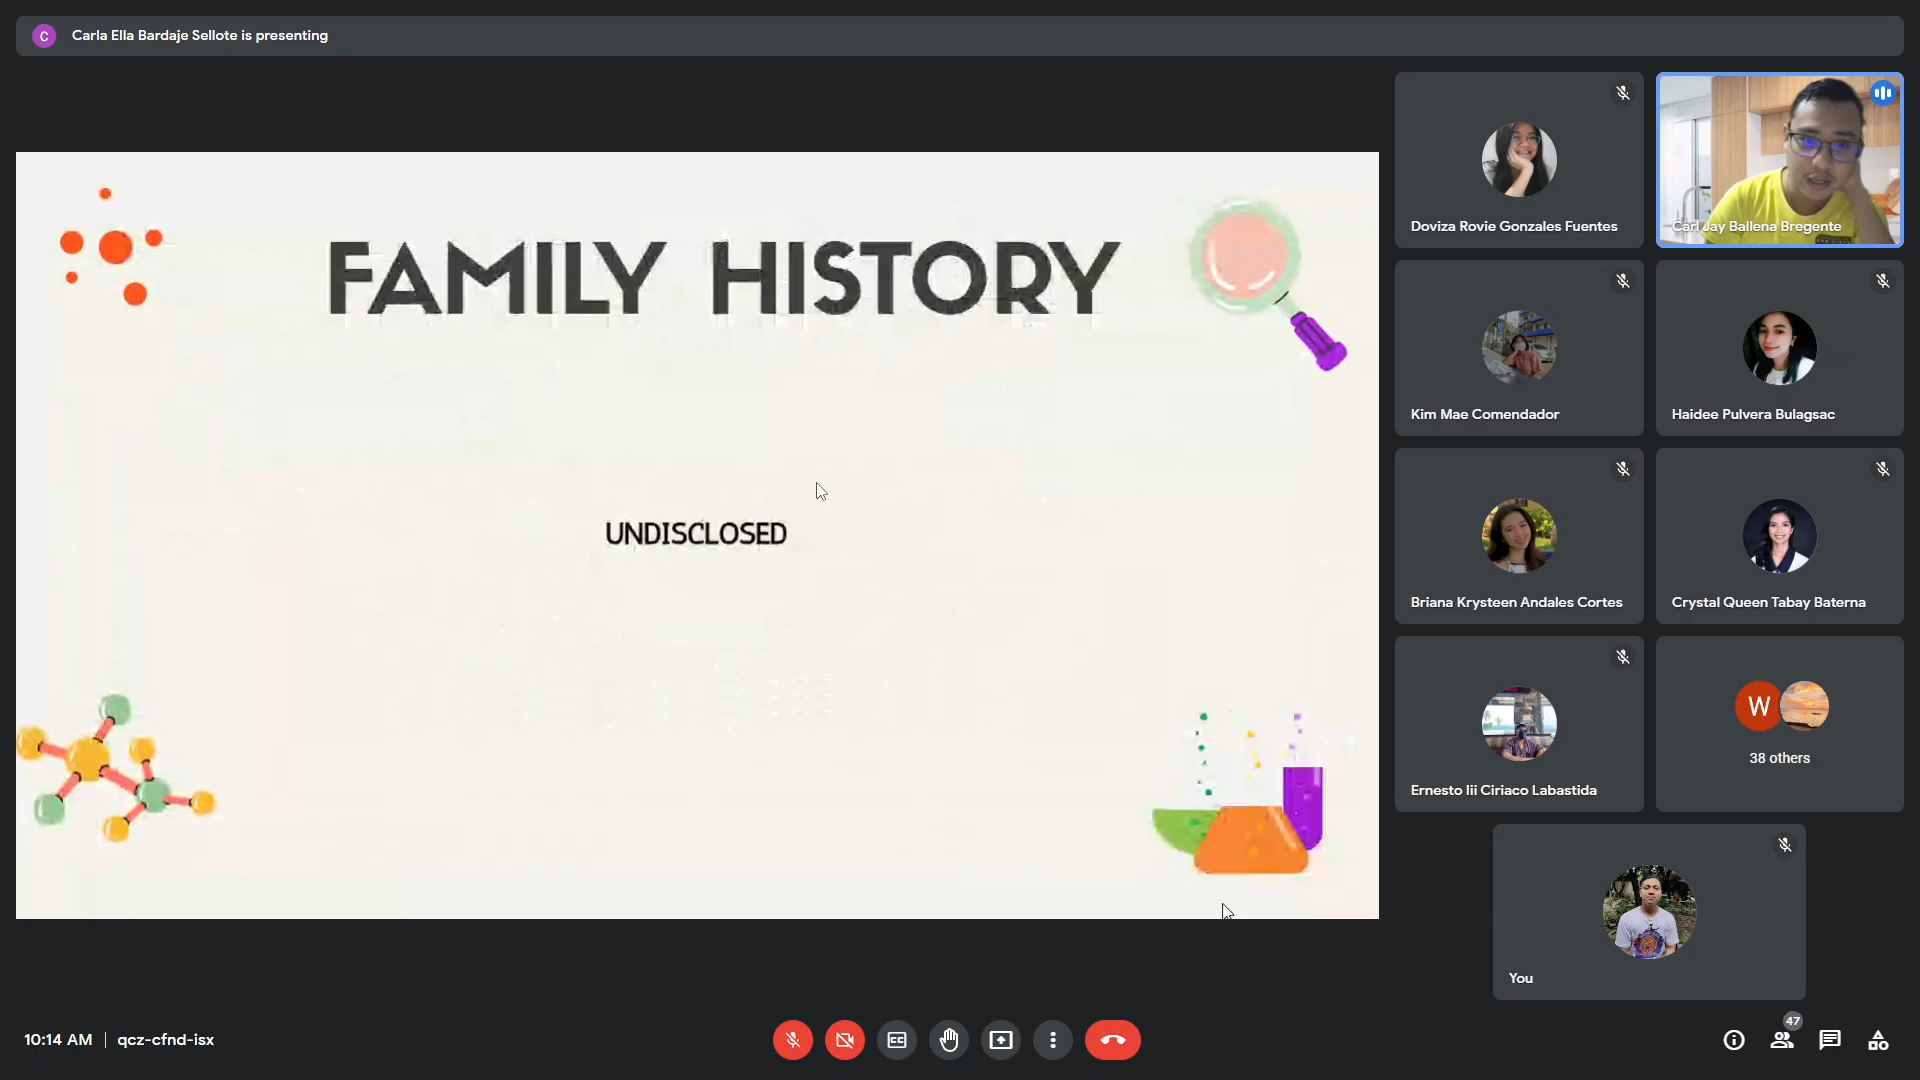 C
Carla Ella Bardaje Sellote is presenting
FAMILY HISTORY
UNDISCLOSED
Doviza Rovie Gonzales Fuentes
Carl Jay Ballena Bregente
Kim Mae Comendador
Haidee Pulvera Bulagsac
Briana Krysteen Andales Cortes
Crystal Queen Tabay Baterna
Ernesto Iii Ciriaco Labastida
W
38 others
You
10:14 AM | qcz-cfnd-isx
47